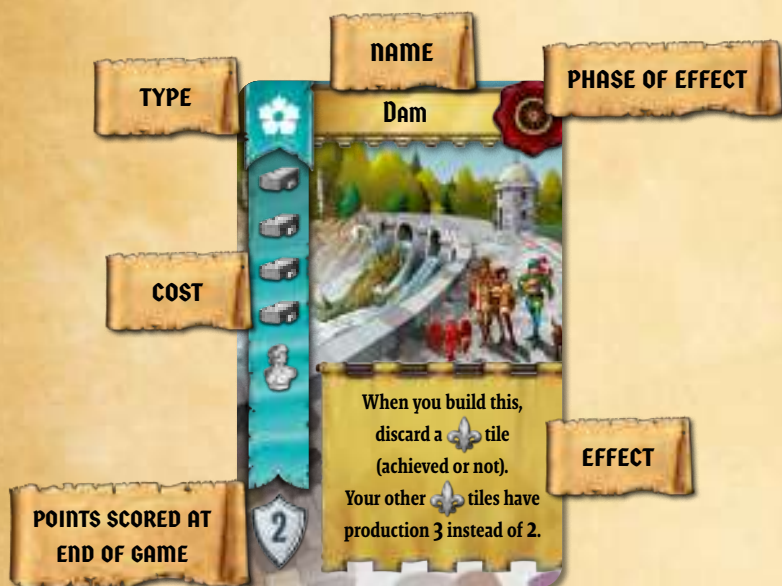 NAME
TYPE
PHASE OF EFFECT
Dam
COST
When you build this,
discard a tile
(achieved or not).
Your other tiles have
production 3 instead of 2.
EFFECT
POINTS SCORED AT
END OF GAME
2